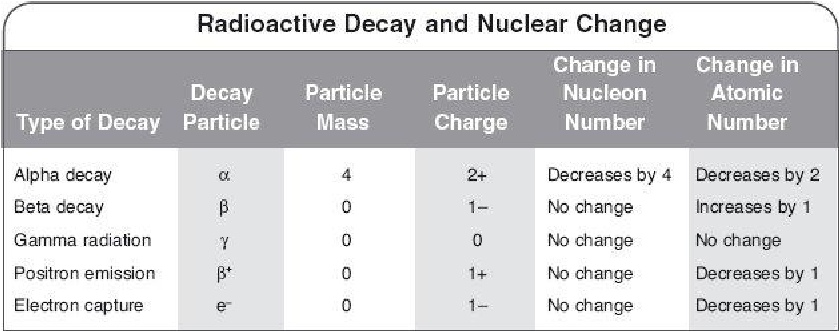 Radioactive Decay and Nuclear Change
Type of Decay Decay Particle Particle Mass Particle Charge Change in Nucleon Number Change in Atomic Number
Alpha decay α 4 2+ Decreases by 4 Decreases by 2
Beta decay β 0 1− No change Increases by 1
Gamma radiation γ 0 0 No change No change
Positron emission β⁺ 0 1+ No change Decreases by 1
Electron capture e⁻ 0 1− No change Decreases by 1